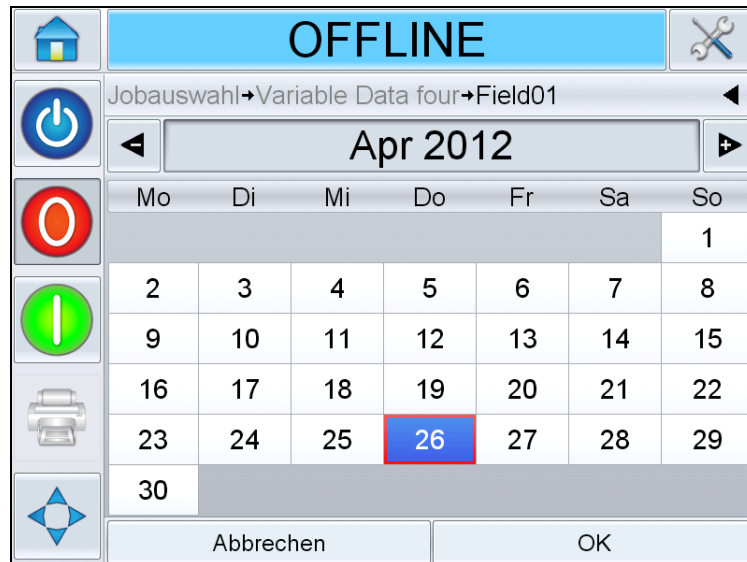 OFFLINE
Jobauswahl→Variable Data four→Field01
- Apr 2012 +
Mo Di Mi Do Fr Sa So
1
2 3 4 5 6 7 8
9 10 11 12 13 14 15
16 17 18 19 20 21 22
23 24 25 26 27 28 29
30
Abbrechen OK